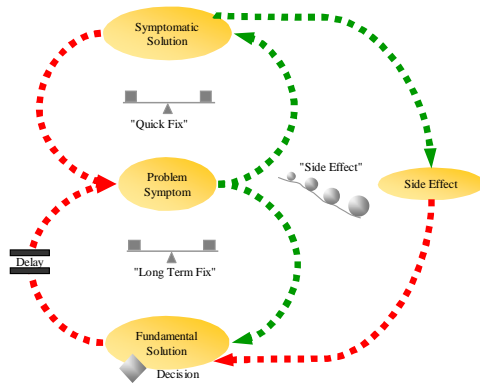 Symptomatic
Solution
"Quick Fix"
Problem
Symptom
"Side Effect"
Side Effect
Delay
"Long Term Fix"
Fundamental
Solution
Decision